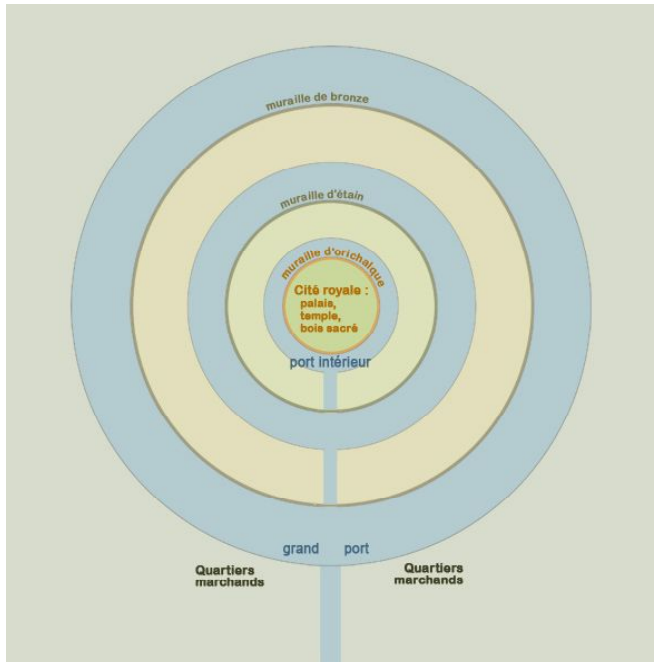 muraille de bronze
muraille d'étain
muraille d'orichalque
Cité royale :
palais,
temple,
bois sacré
port intérieur
grand port
Quartiers
marchands
Quartiers
marchands